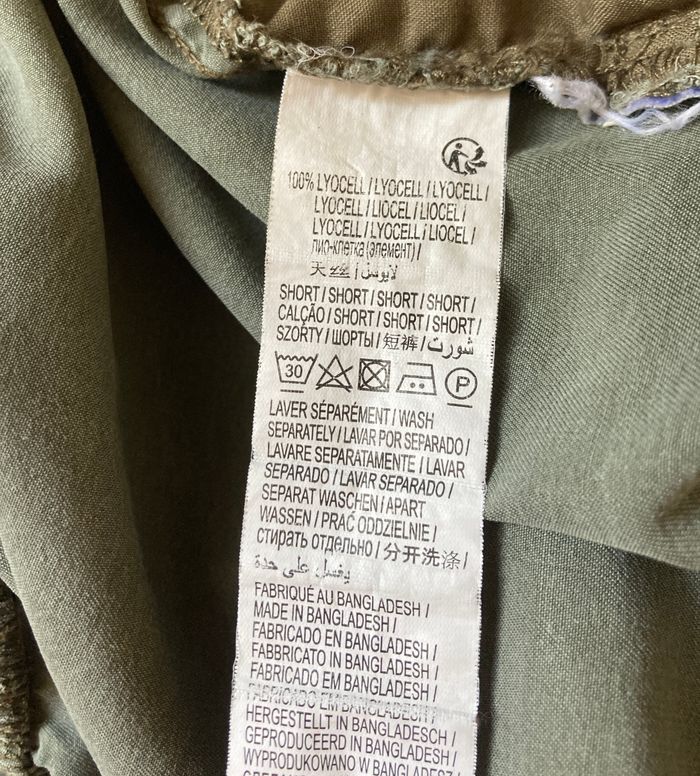 100% LYOCELL / LYOCELL / LYOCELL /
LYOCELL / LIOCEL / LIOCEL /
LYOCELL / LYOCELL / LIOCEL /
лио-клетка (элемент) /
天丝 / لايوسل
SHORT / SHORT / SHORT / SHORT /
CALÇÃO / SHORT / SHORT / SHORT /
SZORTY / ШОРТЫ / 短裤 / شورت
30 P
LAVER SÉPARÉMENT / WASH
SEPARATELY / LAVAR POR SEPARADO /
LAVARE SEPARATAMENTE / LAVAR
SEPARADO / LAVAR SEPARADO /
SEPARAT WASCHEN / APART
WASSEN / PRAĆ ODDZIELNIE /
стирать отдельно / 分开洗涤 /
يغسل على حدة
FABRIQUÉ AU BANGLADESH /
MADE IN BANGLADESH /
FABRICADO EN BANGLADESH /
FABBRICATO IN BANGLADESH /
FABRICADO EM BANGLADESH /
FABRICADO EM BANGLADESH /
HERGESTELLT IN BANGLADESCH /
GEPRODUCEERD IN BANGLADESH /
WYPRODUKOWANO W BANGLADESZU /